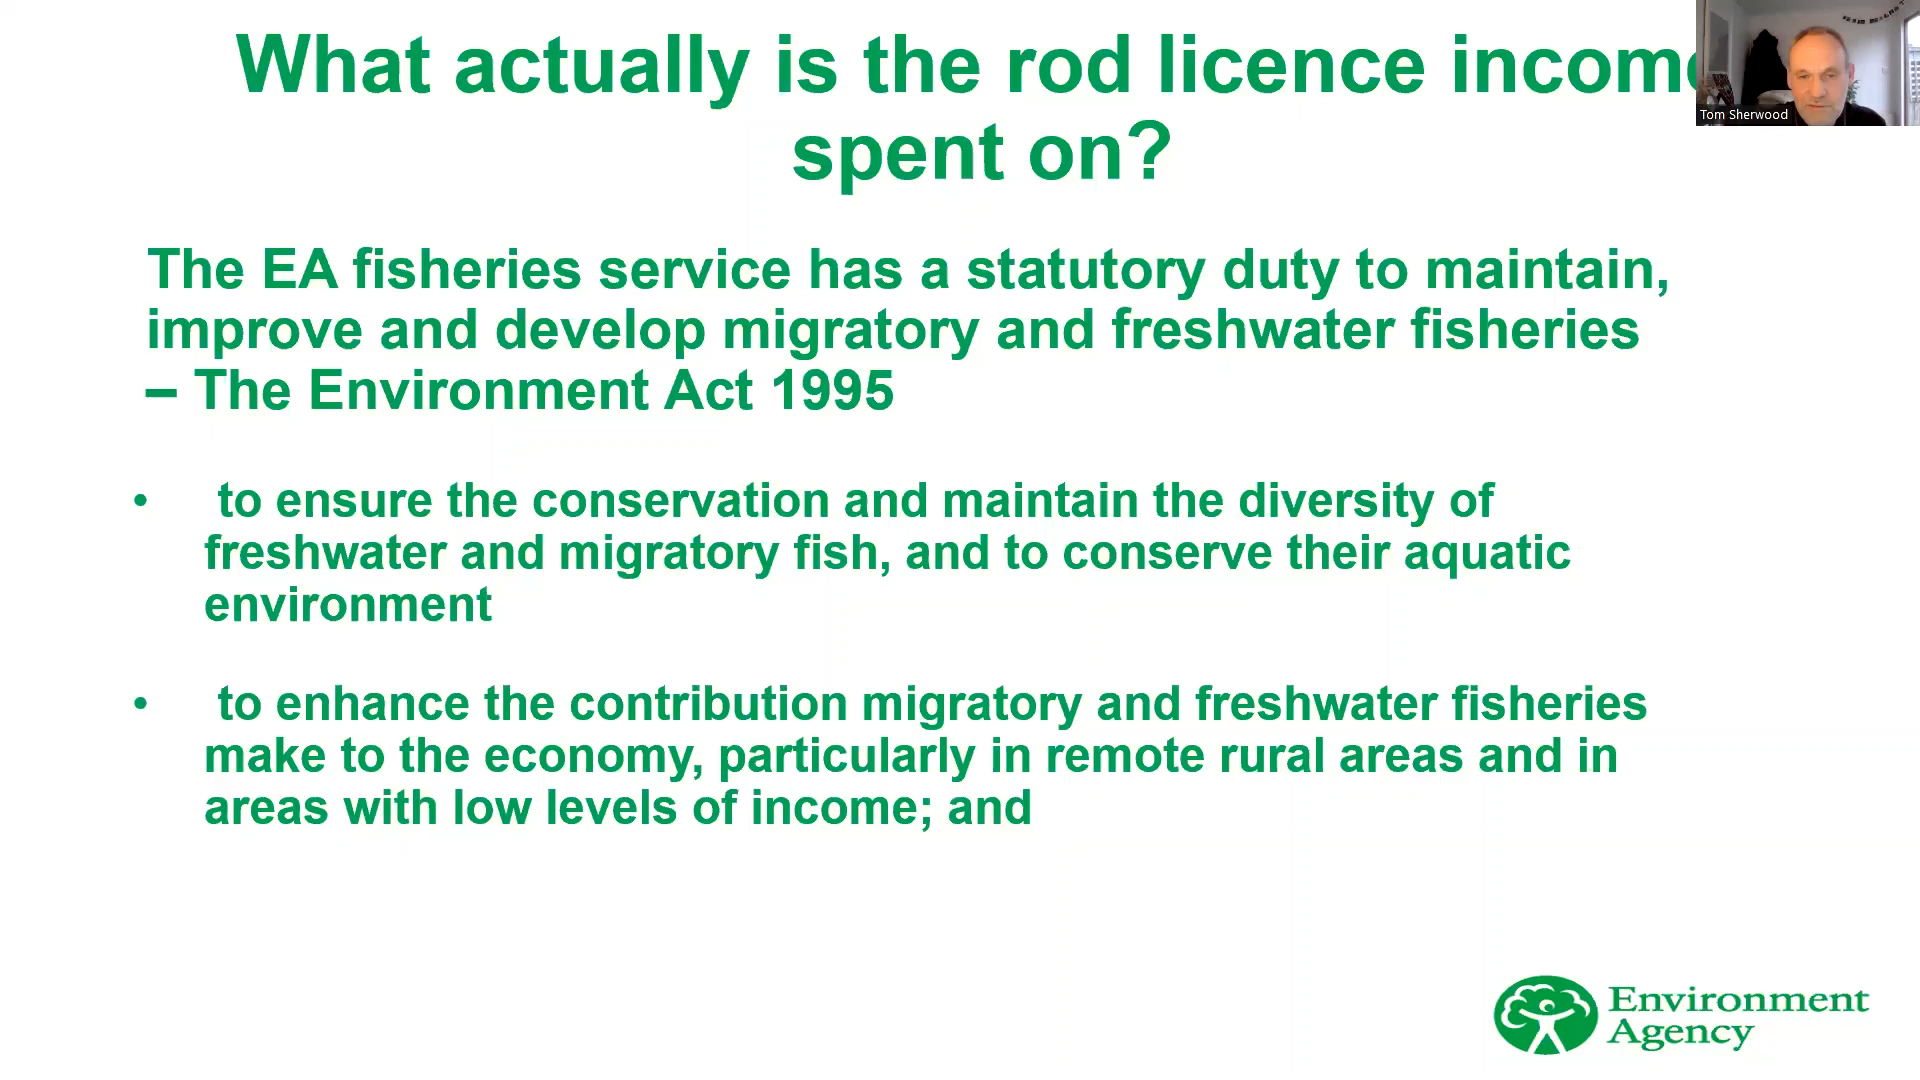 What actually is the rod licence income
spent on?
Tom Sherwood
The EA fisheries service has a statutory duty to maintain,
improve and develop migratory and freshwater fisheries
– The Environment Act 1995
• to ensure the conservation and maintain the diversity of
freshwater and migratory fish, and to conserve their aquatic
environment
• to enhance the contribution migratory and freshwater fisheries
make to the economy, particularly in remote rural areas and in
areas with low levels of income; and
Environment
Agency